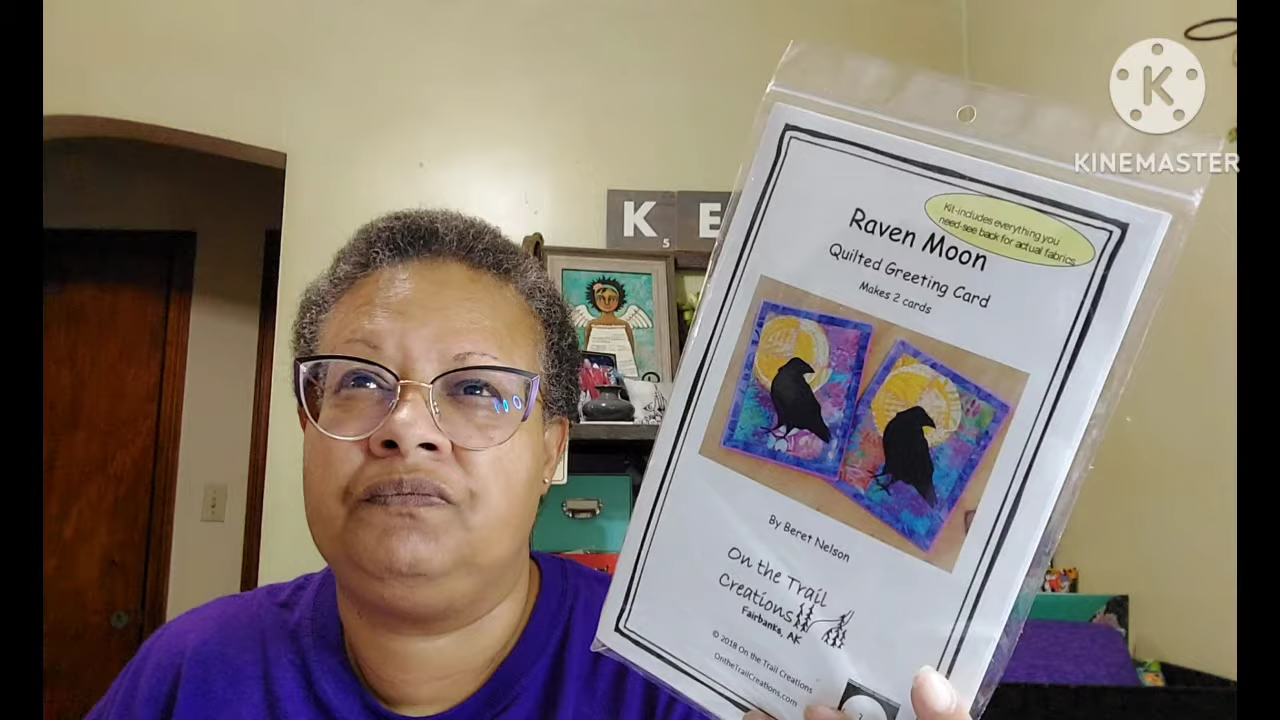 KINEMASTER
K
5
E
Kit-includes everything you
need-see back for actual fabrics
Raven Moon
Quilted Greeting Card
Makes 2 cards
By Beret Nelson
On the Trail
Creations
Fairbanks, AK
© 2018 On the Trail Creations
OntheTrailCreations.com